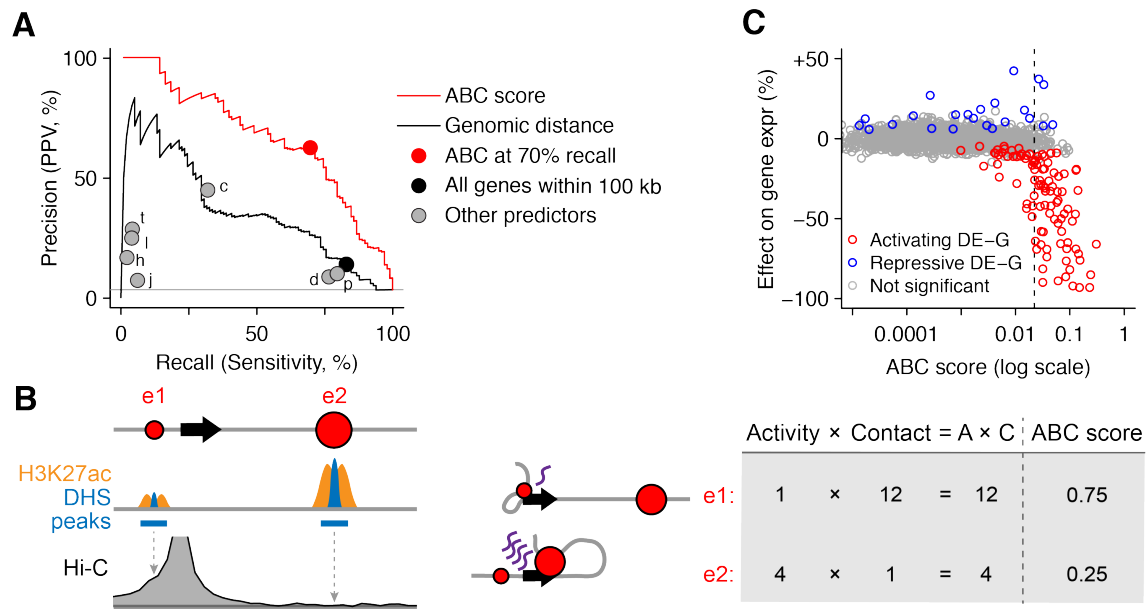 A
Precision (PPV, %)
100
50
0
0
50
100
Recall (Sensitivity, %)
c
t
l
h
j
d
p
ABC score
Genomic distance
ABC at 70% recall
All genes within 100 kb
Other predictors
C
Effect on gene expr (%)
+50
0
−50
−100
Activating DE−G
Repressive DE−G
Not significant
0.0001
0.01
0.1
1
ABC score (log scale)
B
e1
e2
H3K27ac
DHS
peaks
Hi-C
Activity × Contact = A × C ABC score
e1: 1 × 12 = 12 0.75
e2: 4 × 1 = 4 0.25